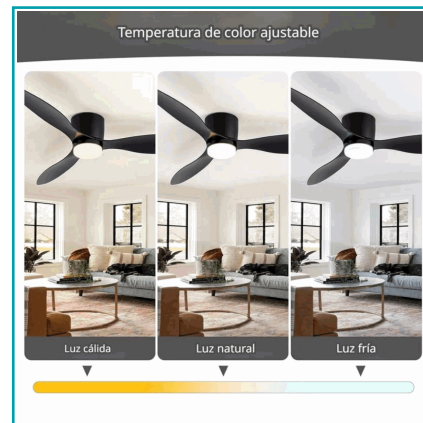 Temperatura de color ajustable
Luz cálida
Luz natural
Luz fría